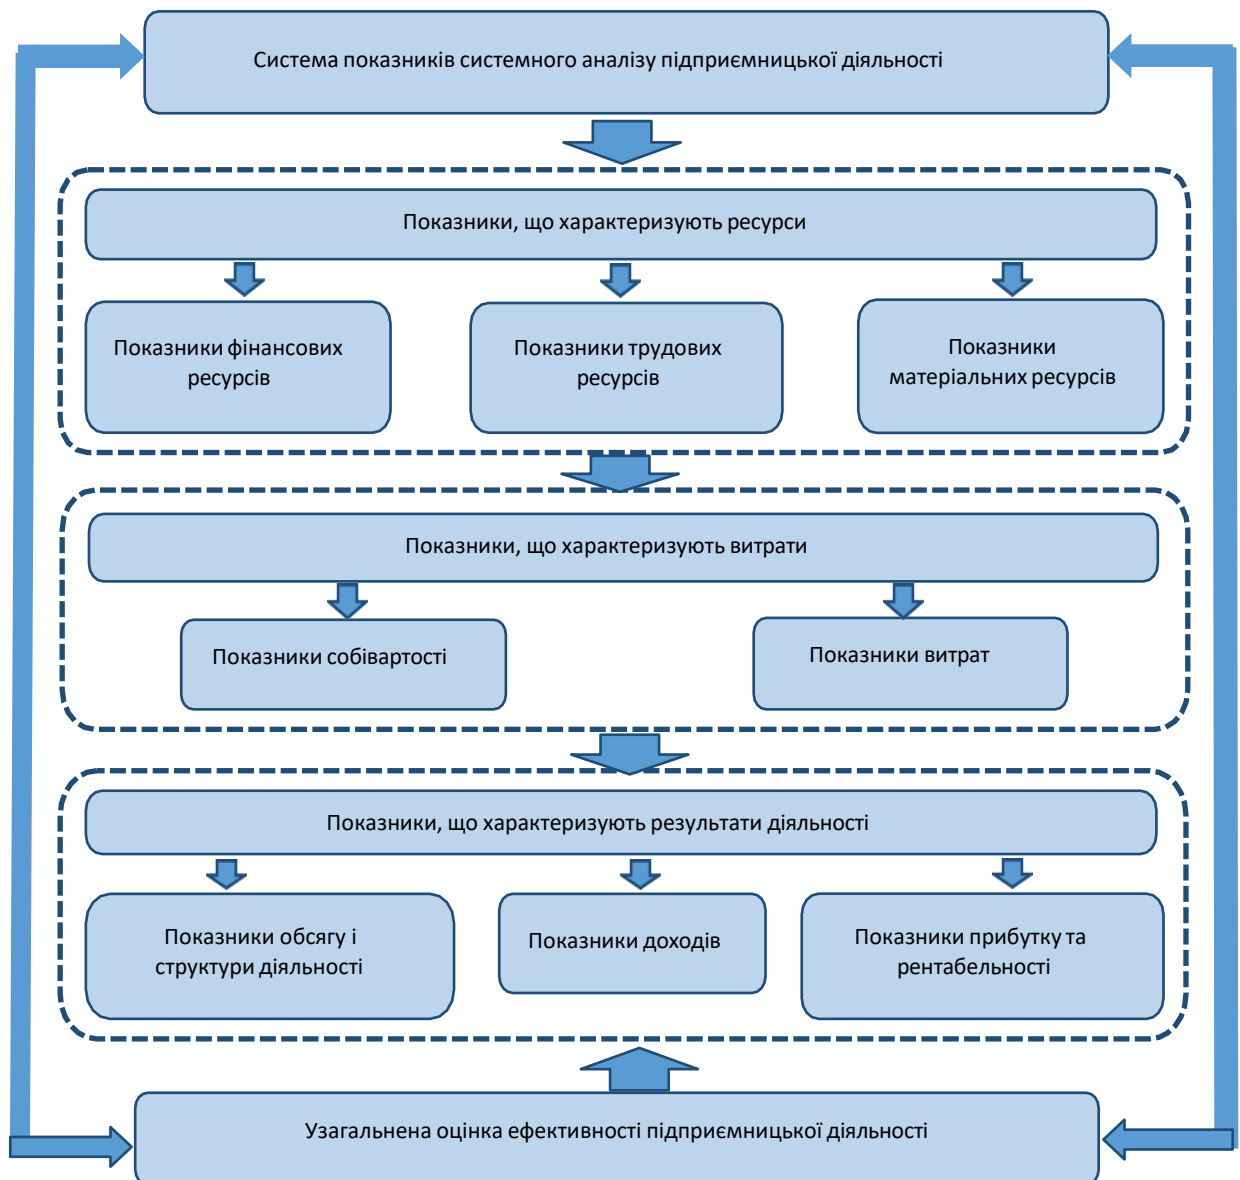 Система показників системного аналізу підприємницької діяльності
Показники, що характеризують ресурси
Показники фінансових
ресурсів
Показники трудових
ресурсів
Показники
матеріальних ресурсів
Показники, що характеризують витрати
Показники собівартості
Показники витрат
Показники, що характеризують результати діяльності
Показники обсягу і
структури діяльності
Показники доходів
Показники прибутку та
рентабельності
Узагальнена оцінка ефективності підприємницької діяльності